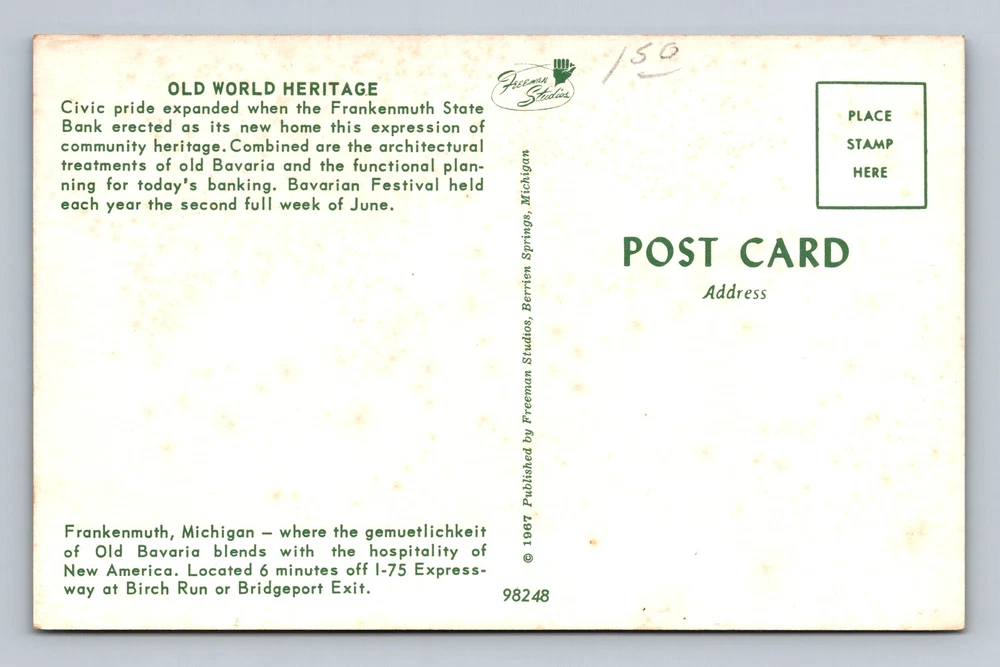 OLD WORLD HERITAGE
Civic pride expanded when the Frankenmuth State
Bank erected as its new home this expression of
community heritage. Combined are the architectural
treatments of old Bavaria and the functional plan-
ning for today's banking. Bavarian Festival held
each year the second full week of June.
Frankenmuth, Michigan — where the gemuetlichkeit
of Old Bavaria blends with the hospitality of
New America. Located 6 minutes off I-75 Express-
way at Birch Run or Bridgeport Exit.
Freeman
Studios
© 1967 Published by Freeman Studios, Berrien Springs, Michigan
98248
150
PLACE
STAMP
HERE
POST CARD
Address